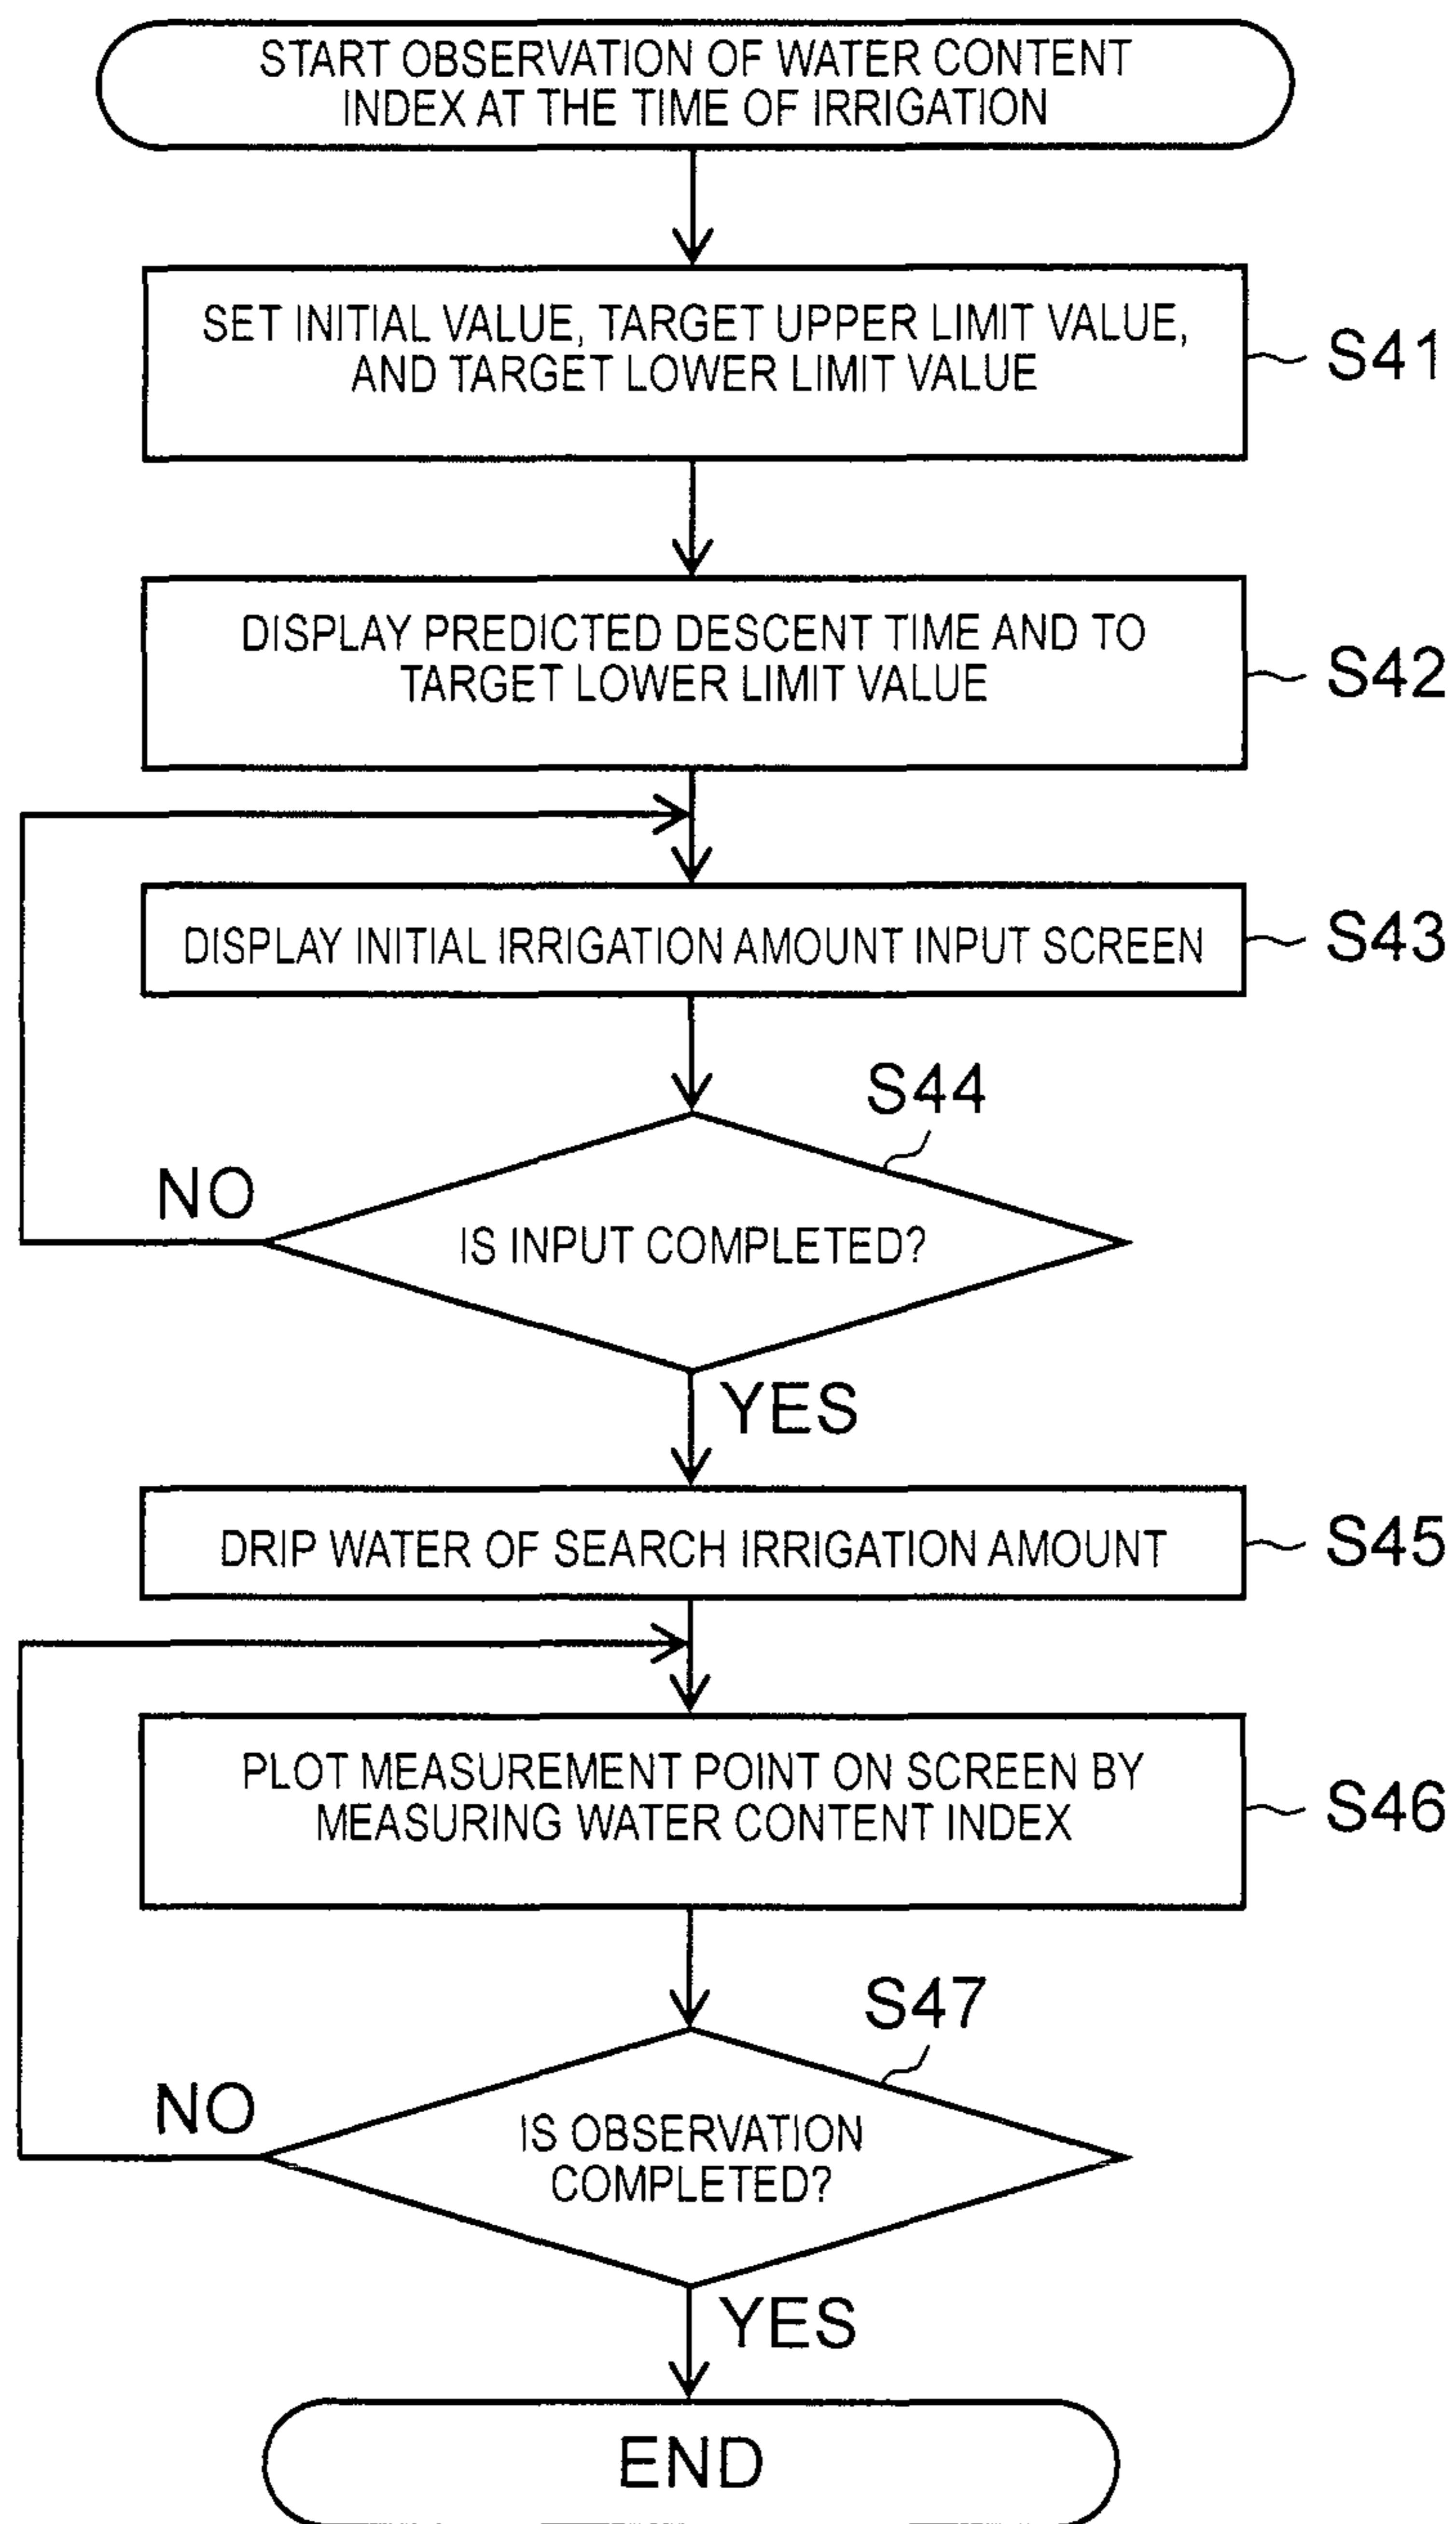 START OBSERVATION OF WATER CONTENT
INDEX AT THE TIME OF IRRIGATION
SET INITIAL VALUE, TARGET UPPER LIMIT VALUE,
AND TARGET LOWER LIMIT VALUE
S41
DISPLAY PREDICTED DESCENT TIME AND TO
TARGET LOWER LIMIT VALUE
S42
DISPLAY INITIAL IRRIGATION AMOUNT INPUT SCREEN
S43
S44
NO
IS INPUT COMPLETED?
YES
DRIP WATER OF SEARCH IRRIGATION AMOUNT
S45
PLOT MEASUREMENT POINT ON SCREEN BY
MEASURING WATER CONTENT INDEX
S46
S47
NO
IS OBSERVATION
COMPLETED?
YES
END